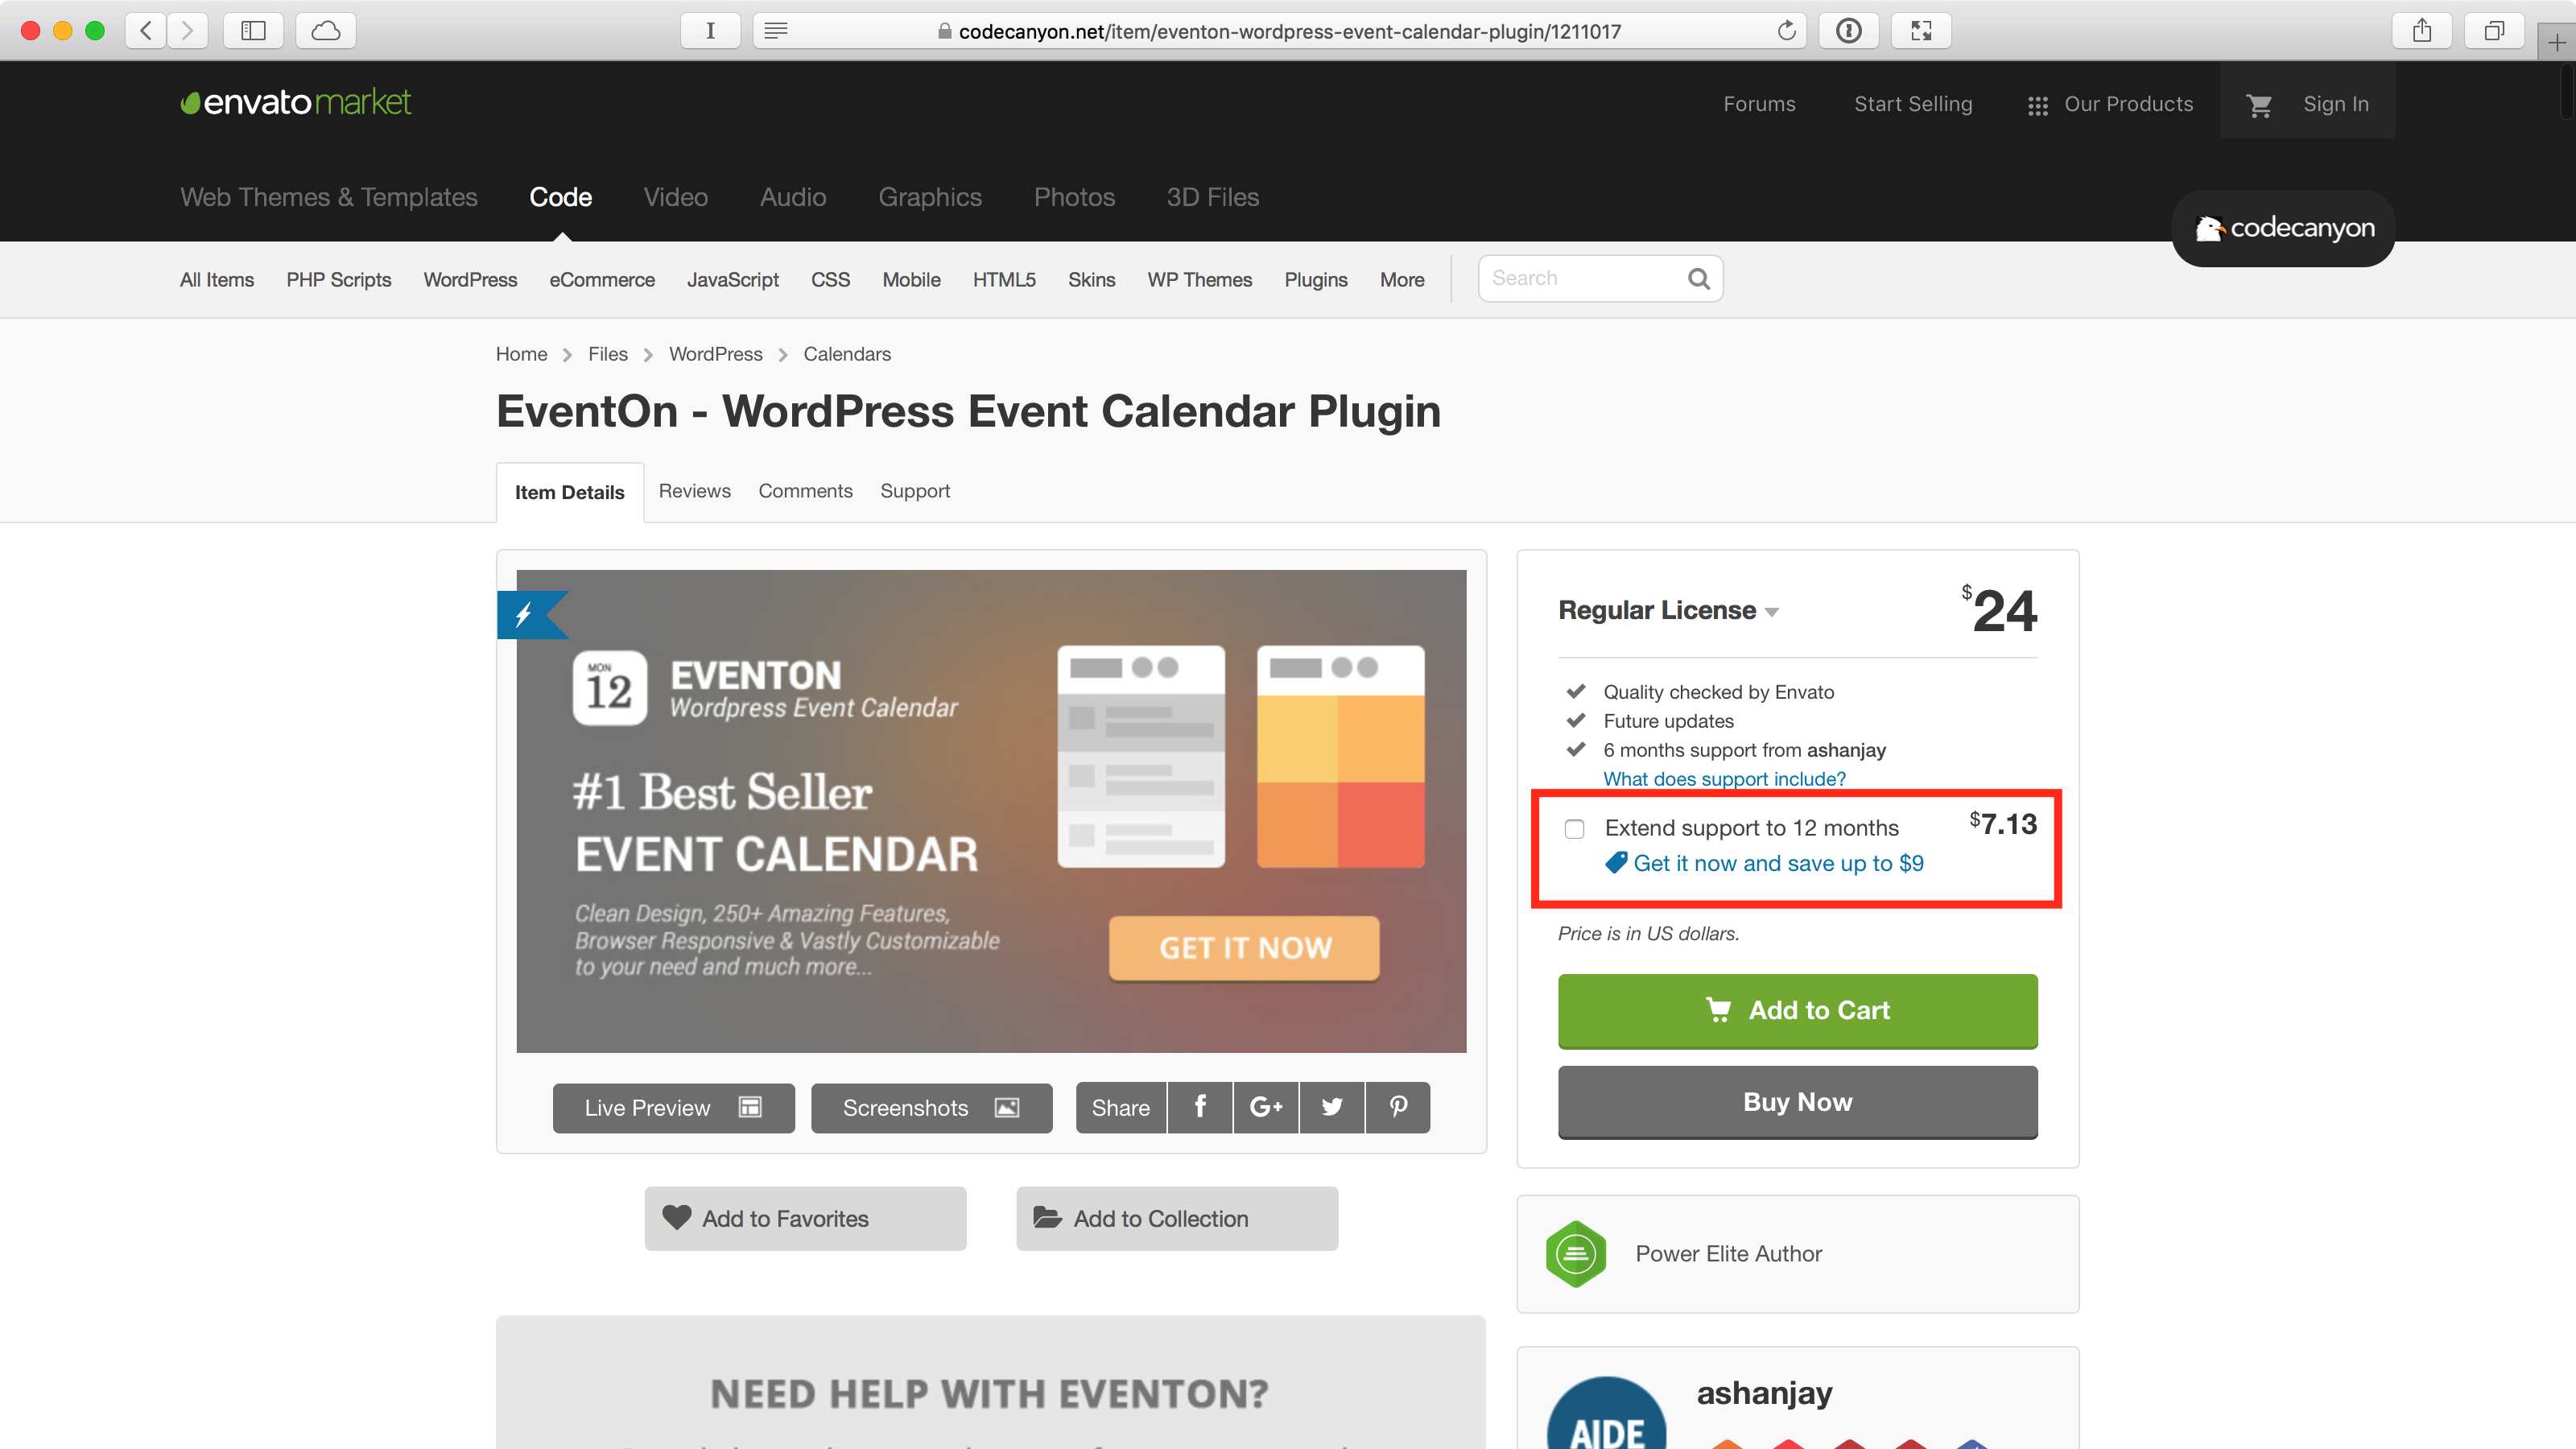 codecanyon.net/item/eventon-wordpress-event-calendar-plugin/1211017
envatomarket
Forums
Start Selling
Our Products
Sign In
Web Themes & Templates
Code
Video
Audio
Graphics
Photos
3D Files
codecanyon
All Items
PHP Scripts
WordPress
eCommerce
JavaScript
CSS
Mobile
HTML5
Skins
WP Themes
Plugins
More
Search
Home
Files
WordPress
Calendars
EventOn - WordPress Event Calendar Plugin
Item Details
Reviews
Comments
Support
MON
12
EVENTON
Wordpress Event Calendar
#1 Best Seller
EVENT CALENDAR
Clean Design, 250+ Amazing Features,
Browser Responsive & Vastly Customizable
to your need and much more...
GET IT NOW
Live Preview
Screenshots
Share
Add to Favorites
Add to Collection
NEED HELP WITH EVENTON?
Regular License
$24
Quality checked by Envato
Future updates
6 months support from ashanjay
What does support include?
Extend support to 12 months
$7.13
Get it now and save up to $9
Price is in US dollars.
Add to Cart
Buy Now
Power Elite Author
ashanjay
AIDE